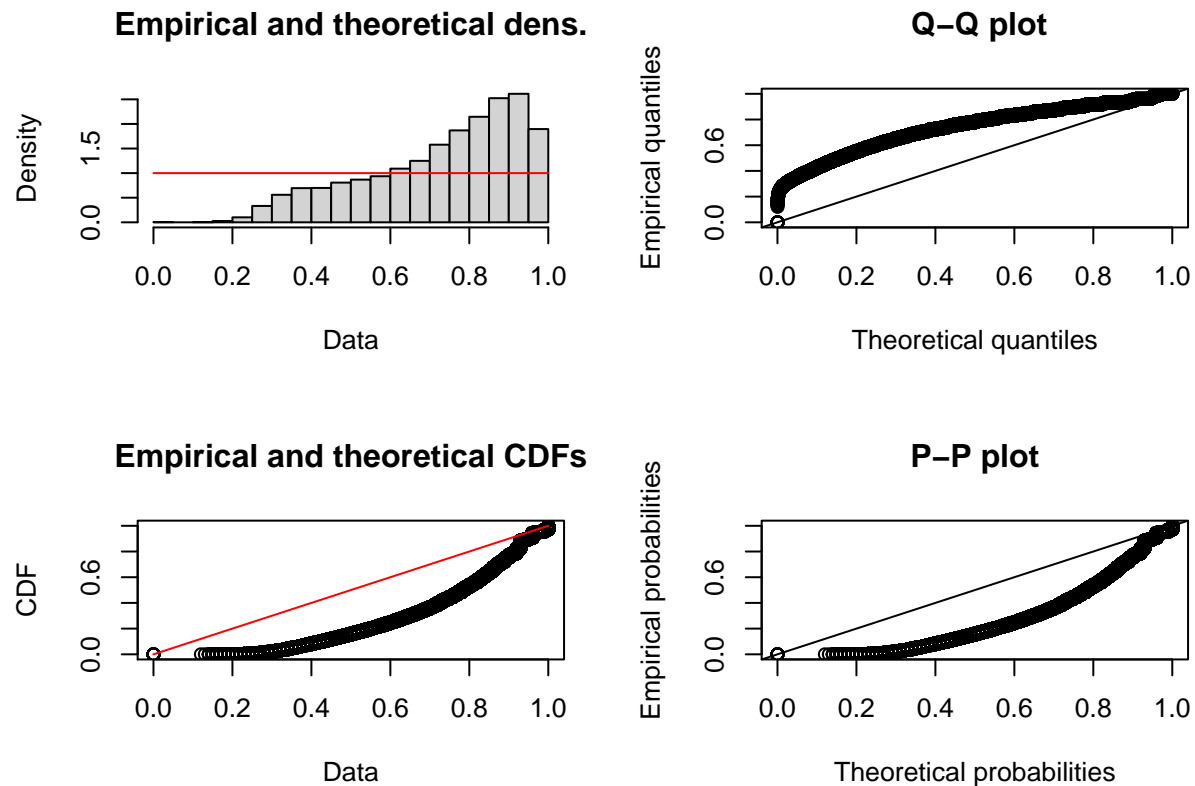 Empirical and theoretical dens.
Density
0.0 1.5
0.0 0.2 0.4 0.6 0.8 1.0
Data
Q−Q plot
Empirical quantiles
0.0 0.6
0.0 0.2 0.4 0.6 0.8 1.0
Theoretical quantiles
Empirical and theoretical CDFs
CDF
0.0 0.6
0.0 0.2 0.4 0.6 0.8 1.0
Data
P−P plot
Empirical probabilities
0.0 0.6
0.0 0.2 0.4 0.6 0.8 1.0
Theoretical probabilities